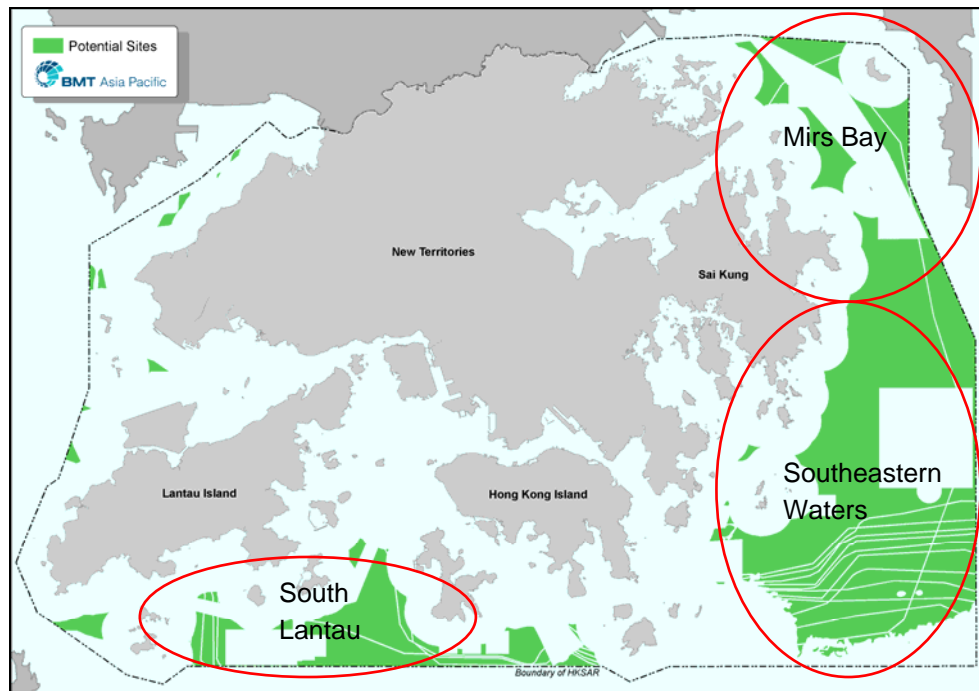 Potential Sites
BMT Asia Pacific
Mirs Bay
New Territories
Sai Kung
Southeastern
Waters
Lantau Island
Hong Kong Island
South
Lantau
Boundary of HKSAR